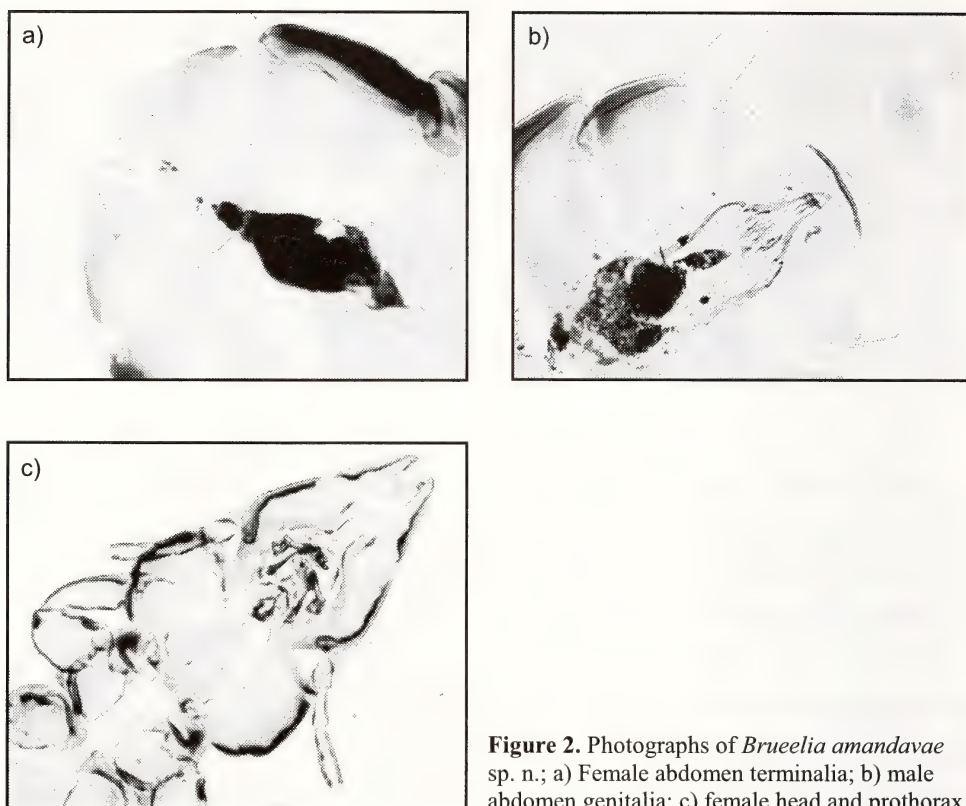 a)
b)
c)
Figure 2. Photographs of Brueelia amandavae
sp. n.; a) Female abdomen terminalia; b) male
abdomen genitalia; c) female head and prothorax